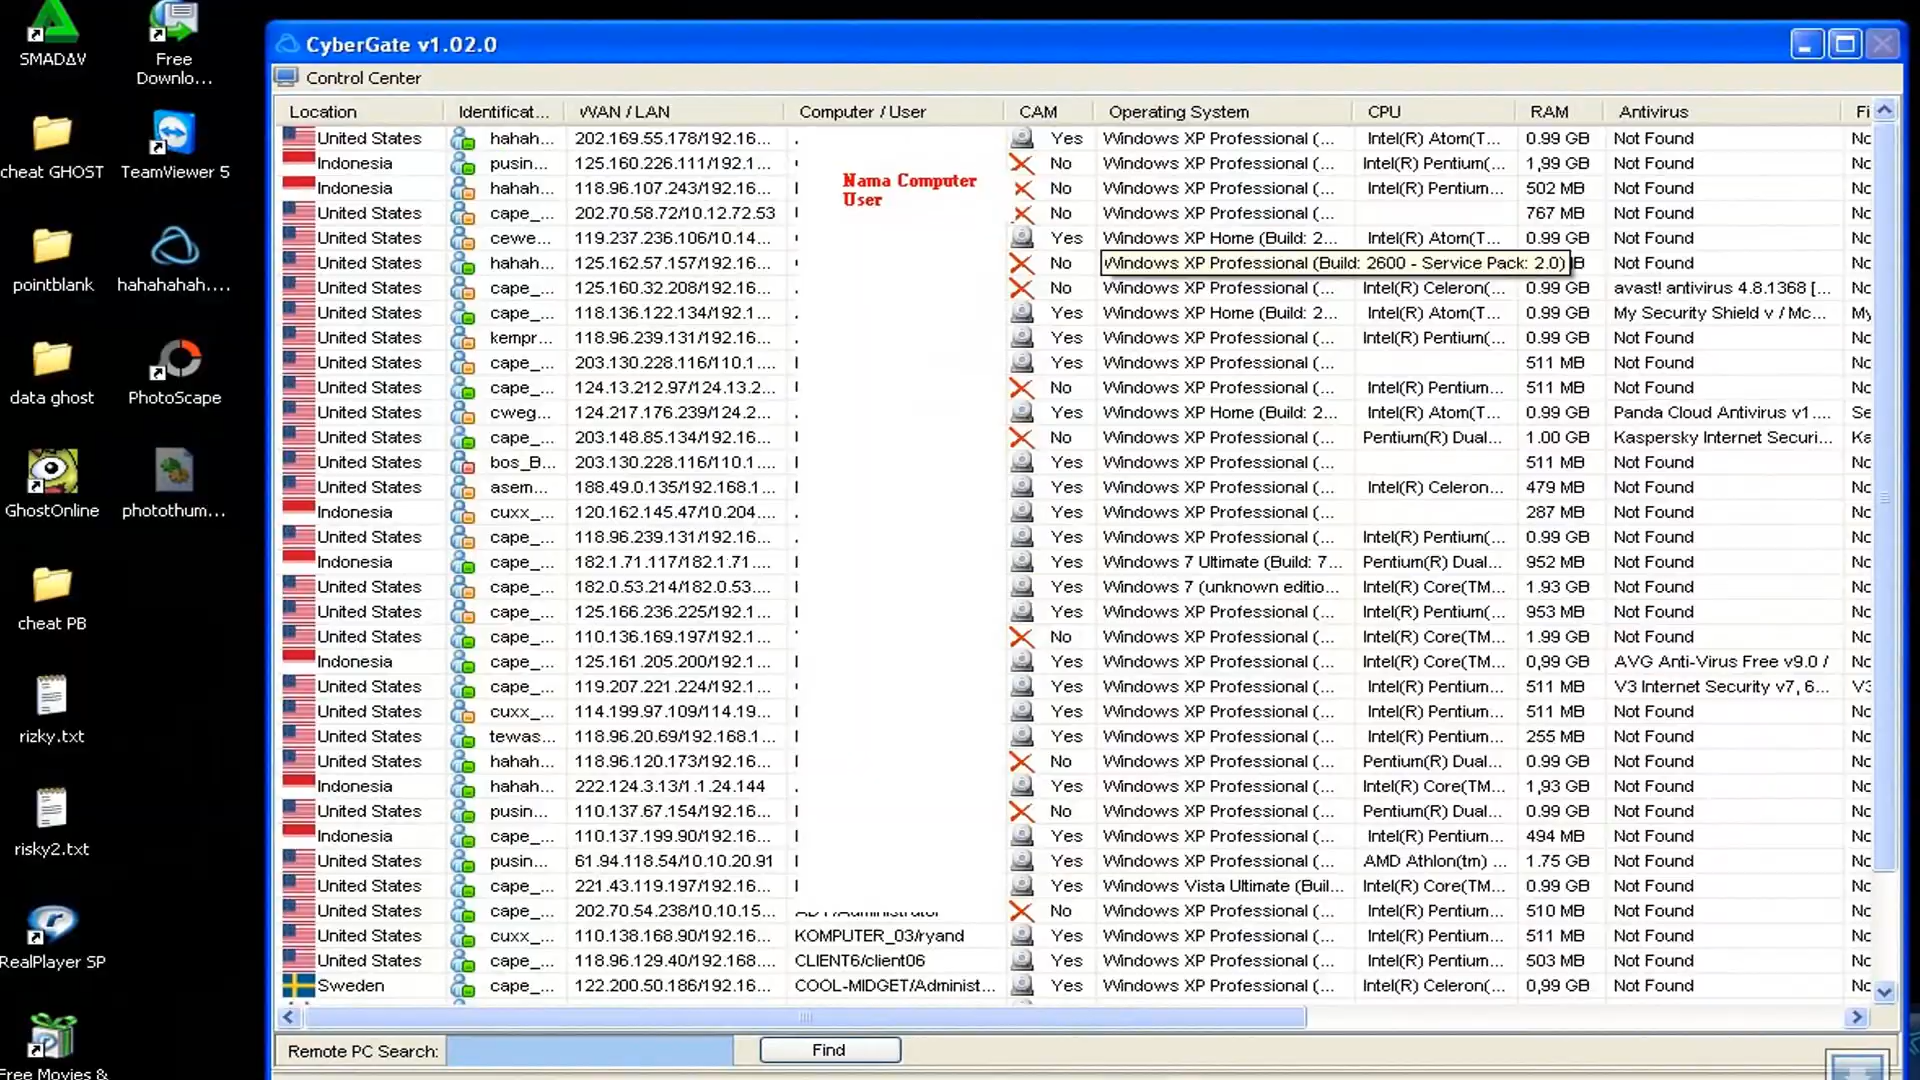 SMADΔV
Free
Downlo...
cheat GHOST
TeamViewer 5
pointblank
hahahahah....
data ghost
PhotoScape
GhostOnline
photothum...
cheat PB
rizky.txt
risky2.txt
RealPlayer SP
Free Movies &
CyberGate v1.02.0
Control Center
Location Identificat... WAN / LAN Computer / User CAM Operating System CPU RAM Antivirus Fi
United States hahah... 202.169.55.178/192.16... Yes Windows XP Professional (... Intel(R) Atom(T... 0.99 GB Not Found Nc
Indonesia pusin... 125.160.226.111/192.1... No Windows XP Professional (... Intel(R) Pentium(... 1,99 GB Not Found Nc
Nama Computer
User
Indonesia hahah... 118.96.107.243/192.16... No Windows XP Professional (... Intel(R) Pentium... 502 MB Not Found Nc
United States cape_... 202.70.58.72/10.12.72.53 No Windows XP Professional (... 767 MB Not Found Nc
United States cewe... 119.237.236.106/10.14... Yes Windows XP Home (Build: 2... Intel(R) Atom(T... 0.99 GB Not Found Nc
United States hahah... 125.162.57.157/192.16... No Windows XP Professional (Build: 2600 - Service Pack: 2.0) Not Found Nc
United States cape_... 125.160.32.208/192.16... No Windows XP Professional (... Intel(R) Celeron(... 0.99 GB avast! antivirus 4.8.1368 [... Nc
United States cape_... 118.136.122.134/192.1... Yes Windows XP Home (Build: 2... Intel(R) Atom(T... 0.99 GB My Security Shield v / Mc... My
United States kempr... 118.96.239.131/192.16... Yes Windows XP Professional (... Intel(R) Pentium(... 0.99 GB Not Found Nc
United States cape_... 203.130.228.116/110.1.... Yes Windows XP Professional (... 511 MB Not Found Nc
United States cape_... 124.13.212.97/124.13.2... No Windows XP Professional (... Intel(R) Pentium... 511 MB Not Found Nc
United States cweg... 124.217.176.239/124.2... Yes Windows XP Home (Build: 2... Intel(R) Atom(T... 0.99 GB Panda Cloud Antivirus v1.... Se
United States cape_... 203.148.85.134/192.16... No Windows XP Professional (... Pentium(R) Dual... 1.00 GB Kaspersky Internet Securi... Ka
United States bos_B... 203.130.228.116/110.1.... Yes Windows XP Professional (... 511 MB Not Found Nc
United States asem... 188.49.0.135/192.168.1... Yes Windows XP Professional (... Intel(R) Celeron... 479 MB Not Found Nc
Indonesia cuxx_... 120.162.145.47/10.204.... Yes Windows XP Professional (... 287 MB Not Found Nc
United States cape_... 118.96.239.131/192.16... Yes Windows XP Professional (... Intel(R) Pentium(... 0.99 GB Not Found Nc
Indonesia cape_... 182.1.71.117/182.1.71.... Yes Windows 7 Ultimate (Build: 7... Pentium(R) Dual... 952 MB Not Found Nc
United States cape_... 182.0.53.214/182.0.53.... Yes Windows 7 (unknown editio... Intel(R) Core(TM... 1.93 GB Not Found Nc
United States cape_... 125.166.236.225/192.1... Yes Windows XP Professional (... Intel(R) Pentium(... 953 MB Not Found Nc
United States cape_... 110.136.169.197/192.1... No Windows XP Professional (... Intel(R) Core(TM... 1.99 GB Not Found Nc
Indonesia cape_... 125.161.205.200/192.1... Yes Windows XP Professional (... Intel(R) Core(TM... 0,99 GB AVG Anti-Virus Free v9.0 / Nc
United States cape_... 119.207.221.224/192.1... Yes Windows XP Professional (... Intel(R) Pentium... 511 MB V3 Internet Security v7, 6... V3
United States cuxx_... 114.199.97.109/114.19... Yes Windows XP Professional (... Intel(R) Pentium... 511 MB Not Found Nc
United States tewas... 118.96.20.69/192.168.1... Yes Windows XP Professional (... Intel(R) Pentium... 255 MB Not Found Nc
United States hahah... 118.96.120.173/192.16... No Windows XP Professional (... Pentium(R) Dual... 0.99 GB Not Found Nc
Indonesia hahah... 222.124.3.13/1.1.24.144 Yes Windows XP Professional (... Intel(R) Core(TM... 1,93 GB Not Found Nc
United States pusin... 110.137.67.154/192.16... No Windows XP Professional (... Pentium(R) Dual... 0.99 GB Not Found Nc
Indonesia cape_... 110.137.199.90/192.16... Yes Windows XP Professional (... Intel(R) Pentium... 494 MB Not Found Nc
United States pusin... 61.94.118.54/10.10.20.91 Yes Windows XP Professional (... AMD Athlon(tm) ... 1.75 GB Not Found Nc
United States cape_... 221.43.119.197/192.16... Yes Windows Vista Ultimate (Buil... Intel(R) Core(TM... 0.99 GB Not Found Nc
United States cape_... 202.70.54.238/10.10.15... No Windows XP Professional (... Intel(R) Pentium... 510 MB Not Found Nc
United States cuxx_... 110.138.168.90/192.16... KOMPUTER_03/ryand Yes Windows XP Professional (... Intel(R) Pentium... 511 MB Not Found Nc
United States cape_... 118.96.129.40/192.168.... CLIENT6/client06 Yes Windows XP Professional (... Intel(R) Pentium... 503 MB Not Found Nc
Sweden cape_... 122.200.50.186/192.16... COOL-MIDGET/Administ... Yes Windows XP Professional (... Intel(R) Celeron(... 0,99 GB Not Found Nc
Remote PC Search: Find